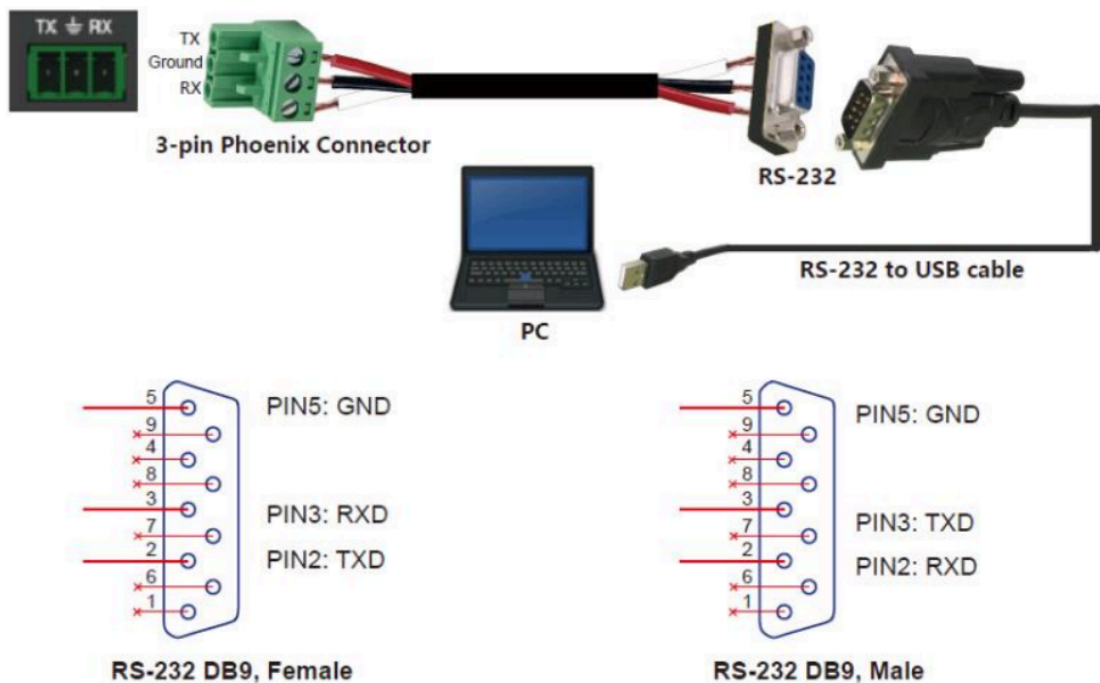 TX ⏚ RX
TX
Ground
RX
3-pin Phoenix Connector
RS-232
RS-232 to USB cable
PC
5
9
4
8
3
7
2
6
1
PIN5: GND
PIN3: RXD
PIN2: TXD
RS-232 DB9, Female
5
9
4
8
3
7
2
6
1
PIN5: GND
PIN3: TXD
PIN2: RXD
RS-232 DB9, Male